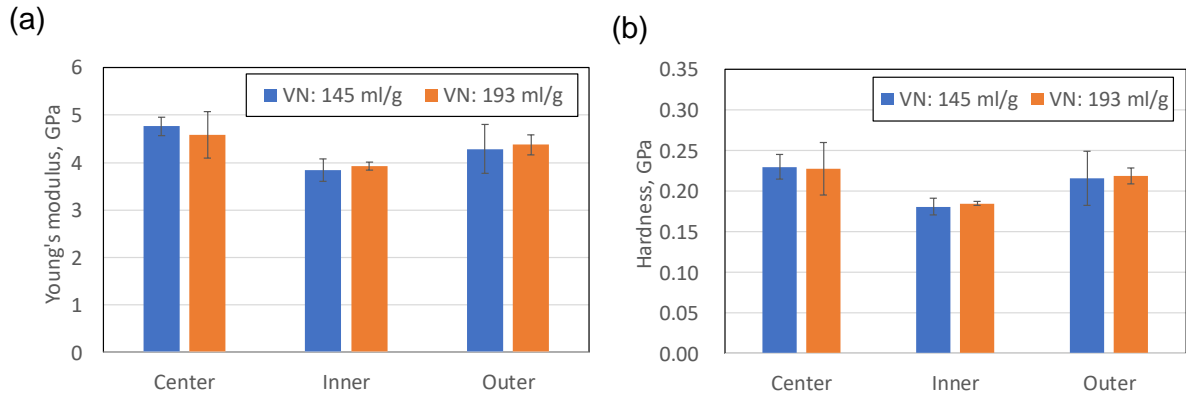 (a)
Young's modulus, GPa
6
5
4
3
2
1
0
VN: 145 ml/g VN: 193 ml/g
Center Inner Outer
(b)
Hardness, GPa
0.35
0.30
0.25
0.20
0.15
0.10
0.05
0.00
VN: 145 ml/g VN: 193 ml/g
Center Inner Outer